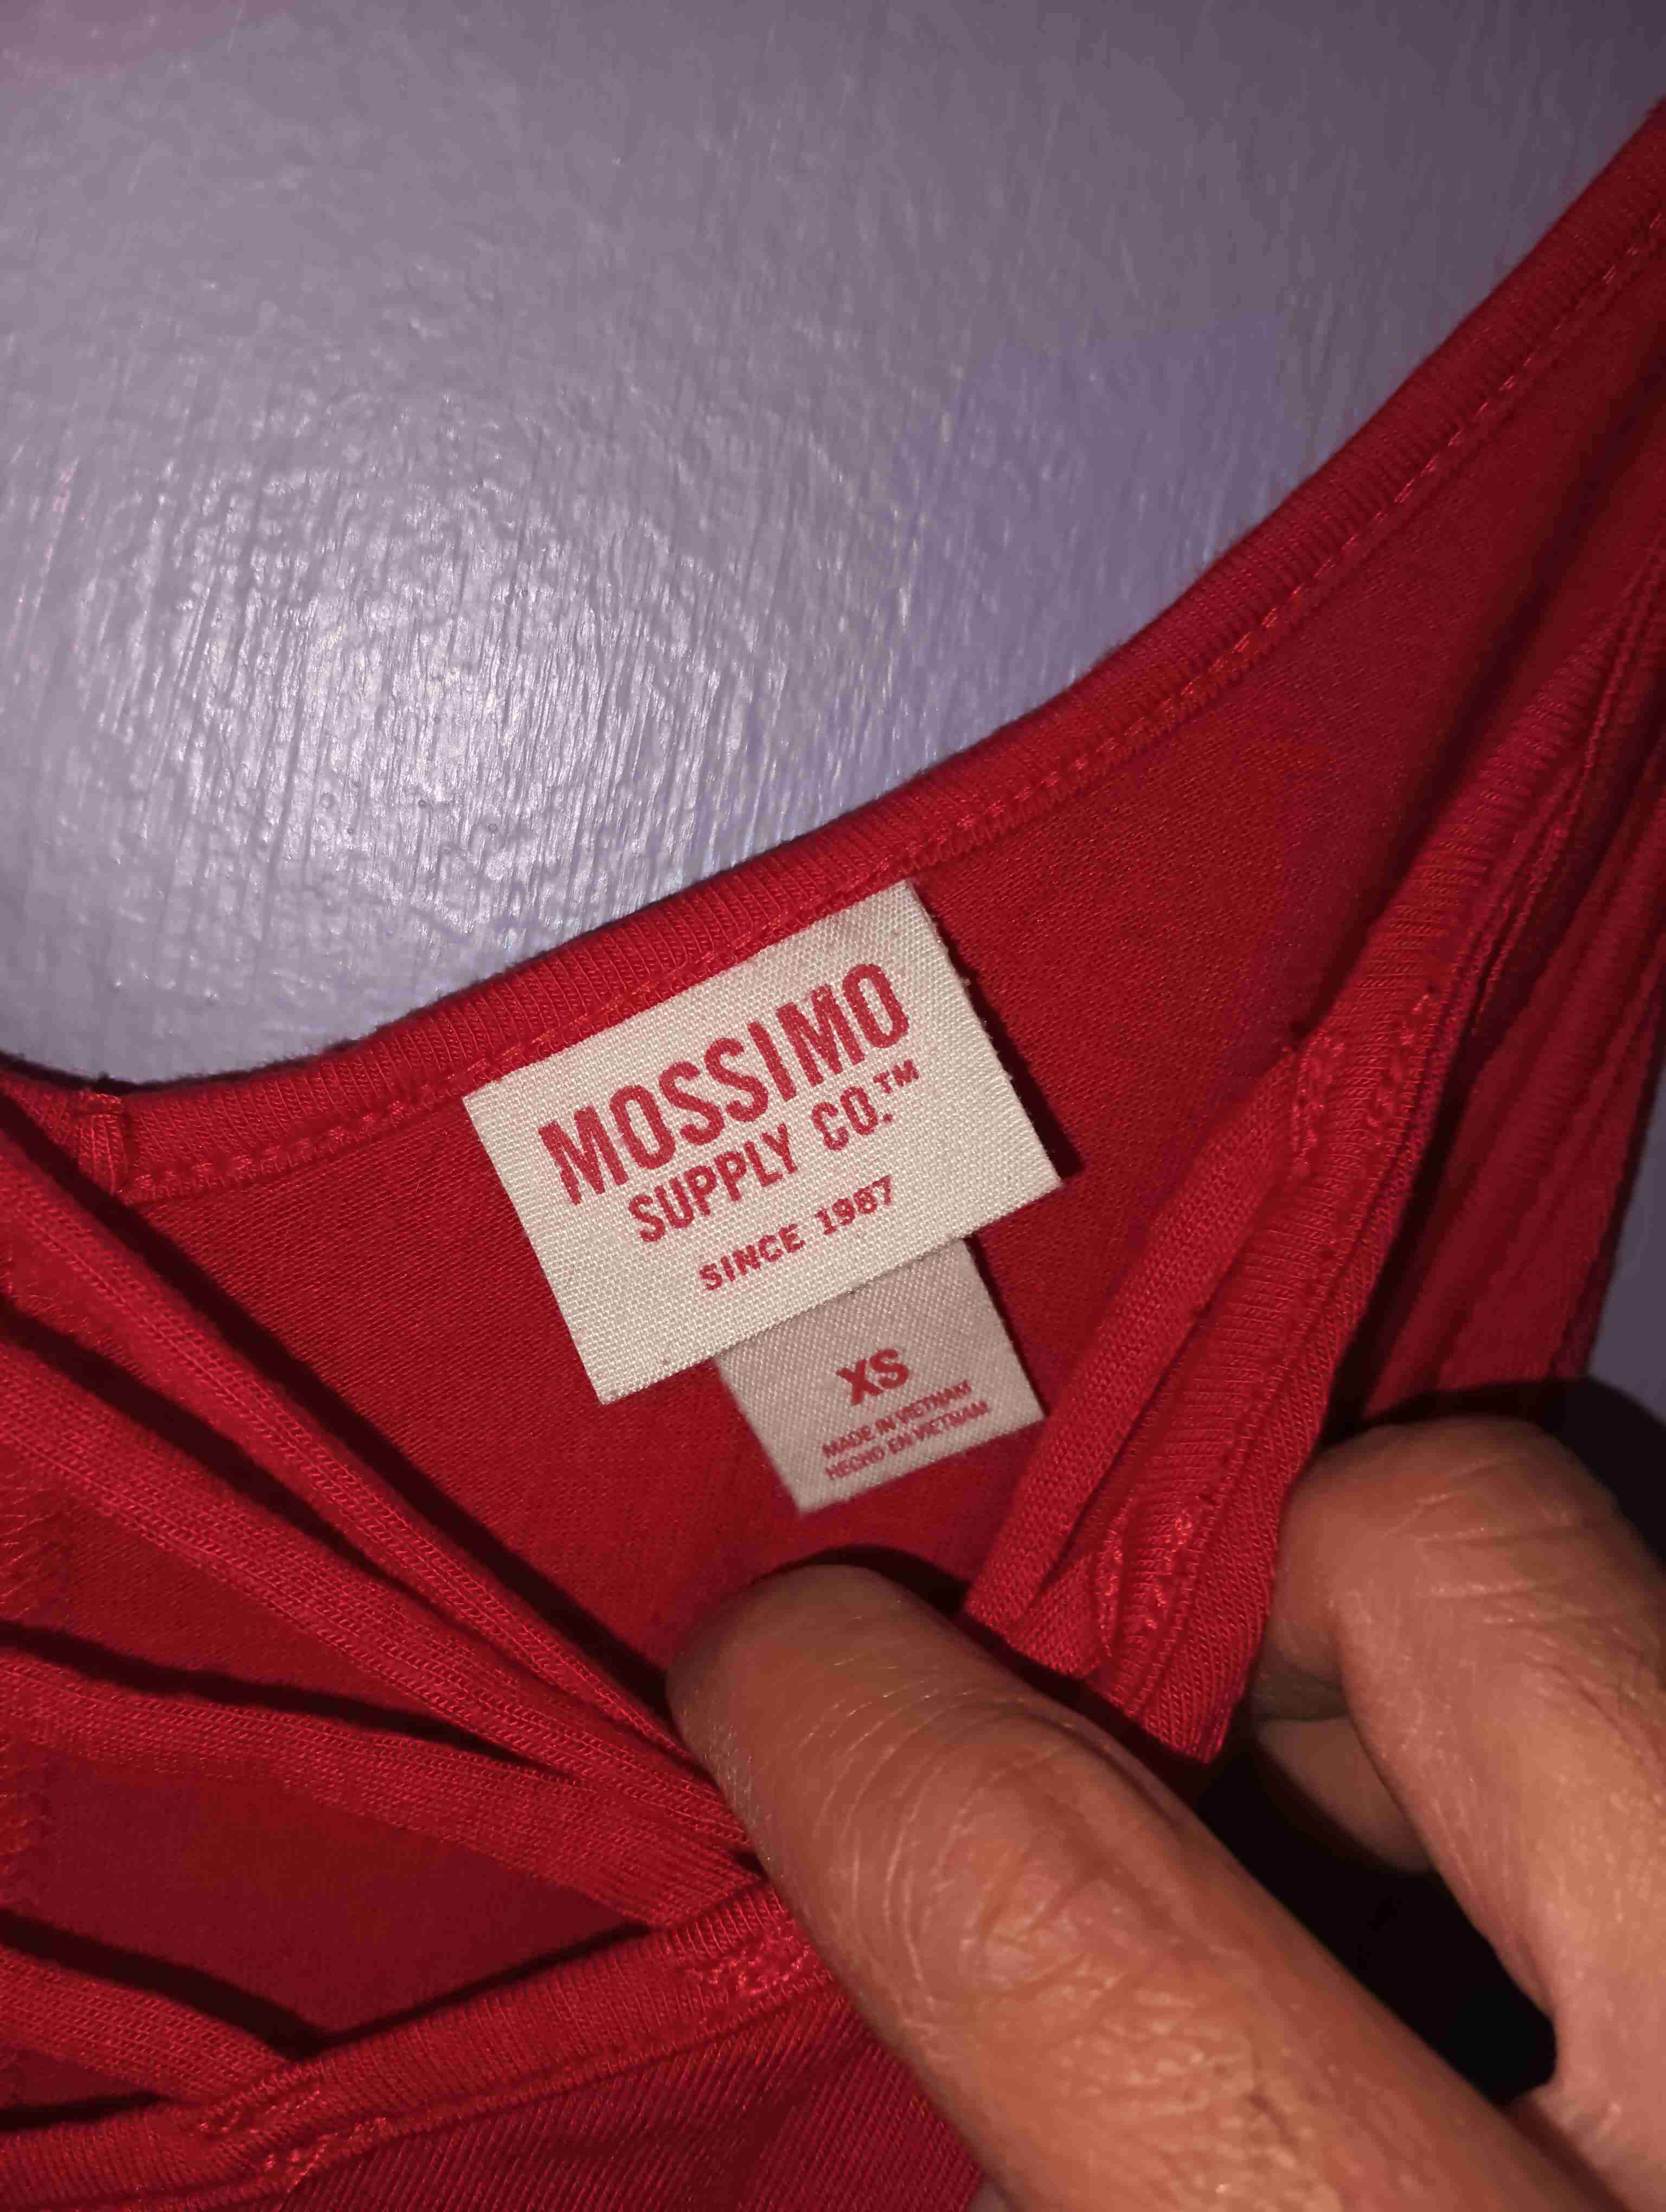 MOSSIMO
SUPPLY CO.™
SINCE 1987
XS
MADE IN VIETNAM
HECHO EN VIETNAM